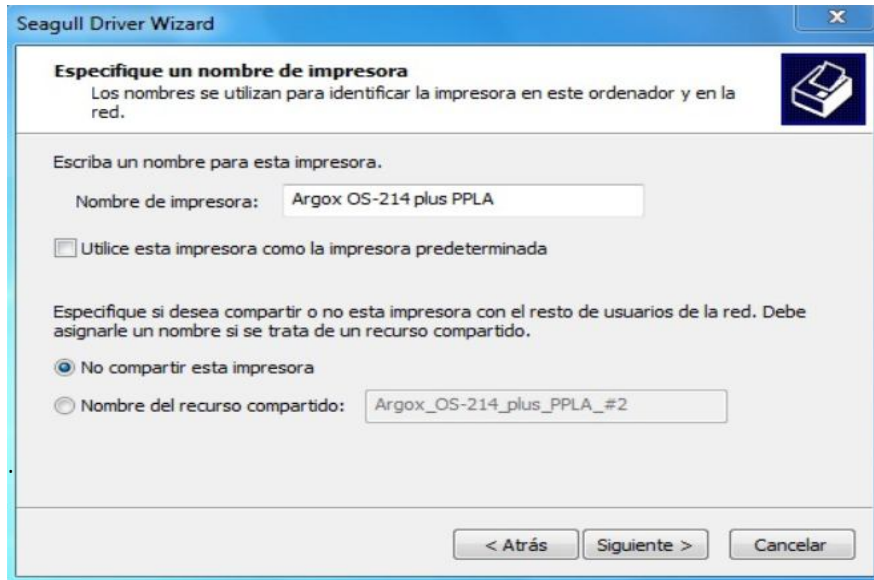 Seagull Driver Wizard
Especifique un nombre de impresora
Los nombres se utilizan para identificar la impresora en este ordenador y en la
red.
Escriba un nombre para esta impresora.
Nombre de impresora: Argox OS-214 plus PPLA
Utilice esta impresora como la impresora predeterminada
Especifique si desea compartir o no esta impresora con el resto de usuarios de la red. Debe
asignarle un nombre si se trata de un recurso compartido.
No compartir esta impresora
Nombre del recurso compartido: Argox_OS-214_plus_PPLA_#2
< Atrás Siguiente > Cancelar